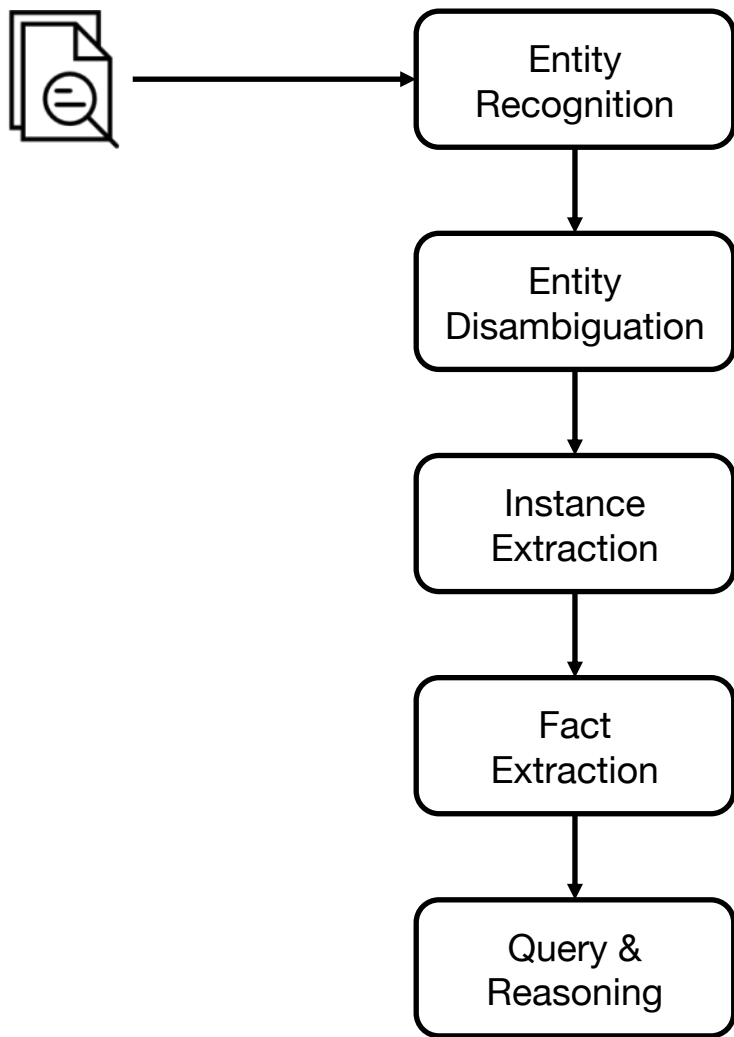 Entity
Recognition
Entity
Disambiguation
Instance
Extraction
Fact
Extraction
Query &
Reasoning